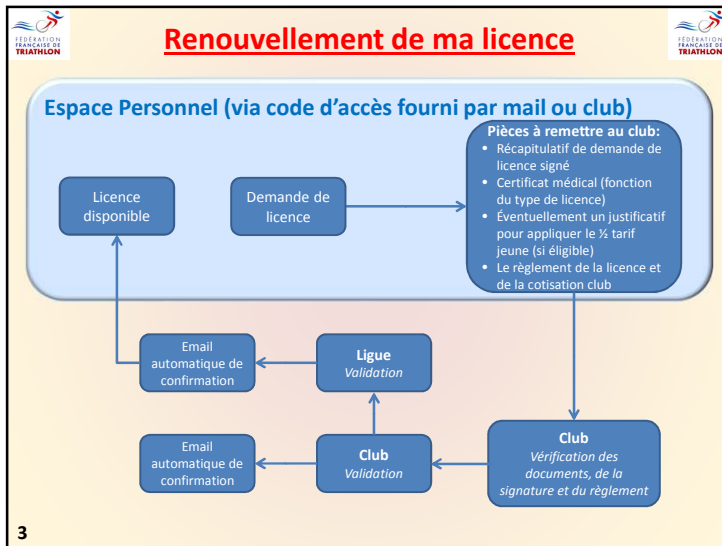 FÉDÉRATION
FRANÇAISE DE
TRIATHLON
Renouvellement de ma licence
FÉDÉRATION
FRANÇAISE DE
TRIATHLON
Espace Personnel (via code d'accès fourni par mail ou club)
Licence
disponible
Demande de
licence
Pièces à remettre au club:
• Récapitulatif de demande de
licence signé
• Certificat médical (fonction
du type de licence)
• Éventuellement un justificatif
pour appliquer le ½ tarif
jeune (si éligible)
• Le règlement de la licence et
de la cotisation club
Email
automatique de
confirmation
Ligue
Validation
Email
automatique de
confirmation
Club
Validation
Club
Vérification des
documents, de la
signature et du règlement
3